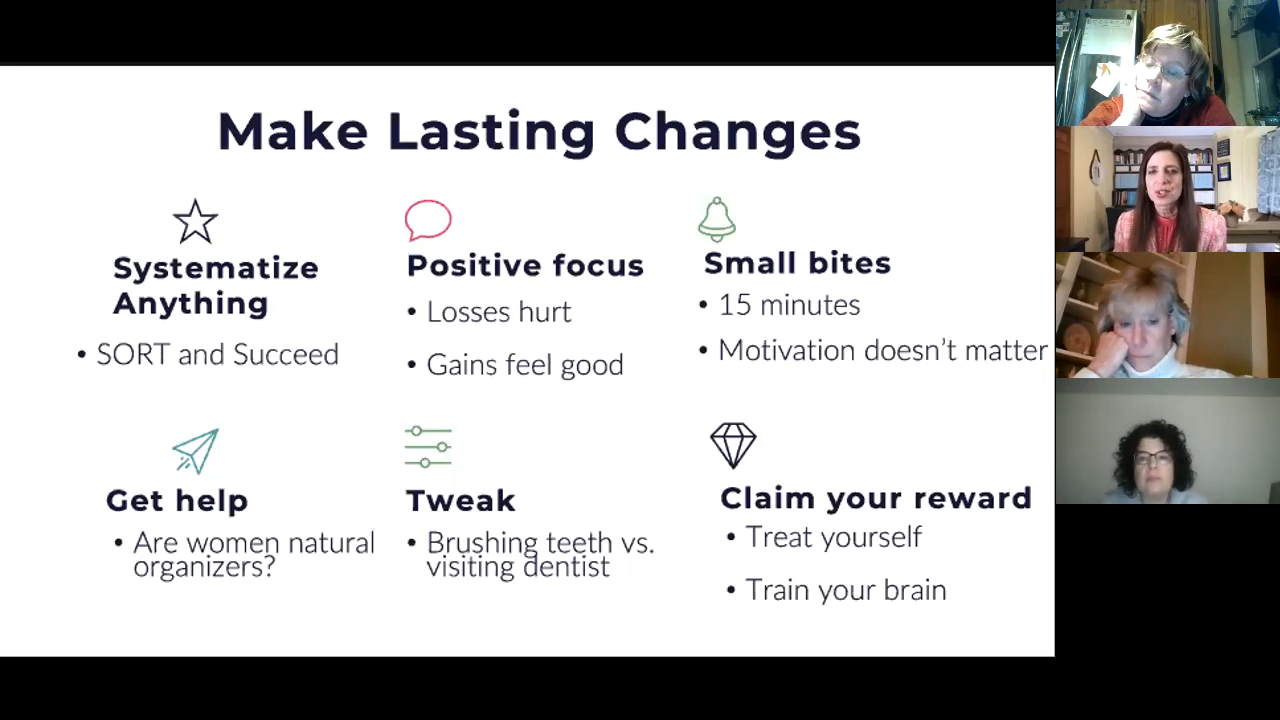 Make Lasting Changes
Systematize
Anything
• SORT and Succeed
Positive focus
• Losses hurt
• Gains feel good
Small bites
• 15 minutes
• Motivation doesn't matter
Get help
• Are women natural
organizers?
Tweak
• Brushing teeth vs.
visiting dentist
Claim your reward
• Treat yourself
• Train your brain